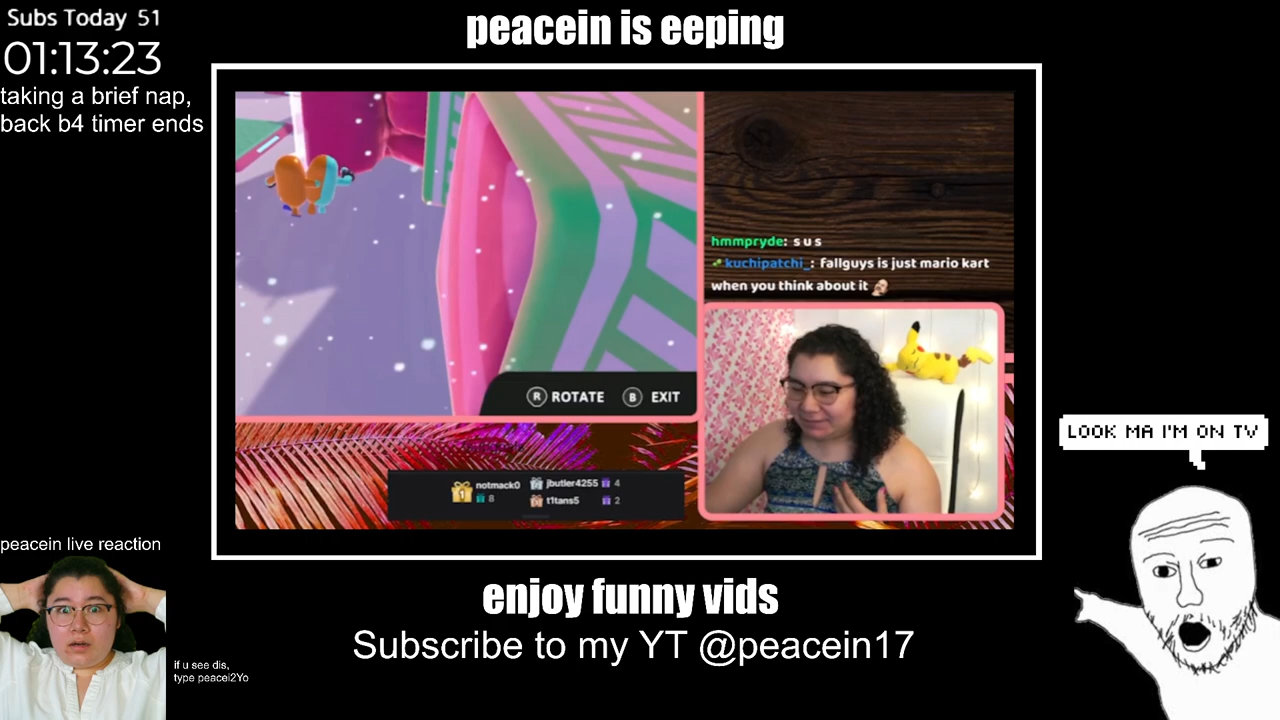 Subs Today 51
01:13:23
taking a brief nap,
back b4 timer ends
peacein is eeping
hmmpryde: s u s
kuchipatchi_: fallguys is just mario kart
when you think about it
R ROTATE B EXIT
notmack0
1
8
jbutler4255 4
t1tans5 2
LOOK MA I'M ON TV
peacein live reaction
if u see dis,
type peacei2Yo
enjoy funny vids
Subscribe to my YT @peacein17